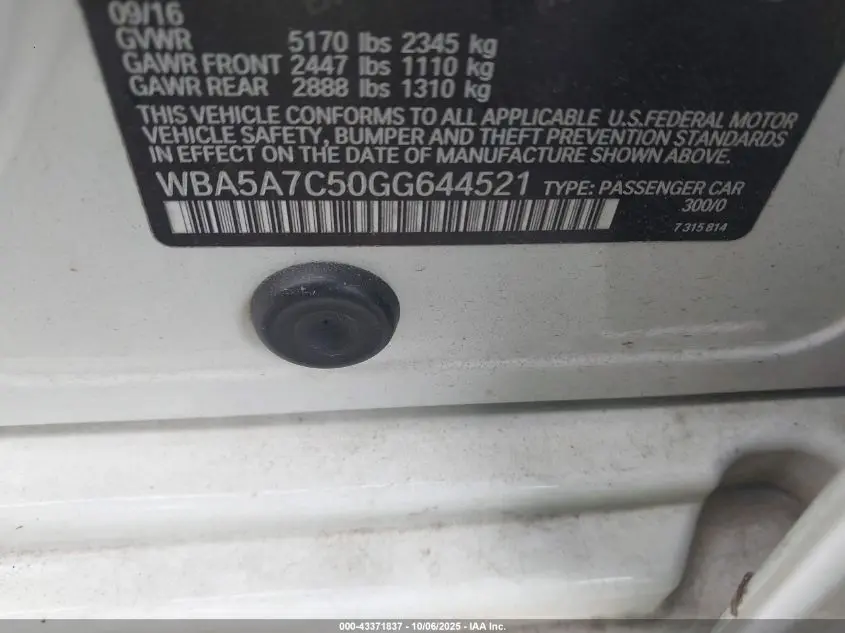 09/16
GVWR 5170 lbs 2345 kg
GAWR FRONT 2447 lbs 1110 kg
GAWR REAR 2888 lbs 1310 kg
THIS VEHICLE CONFORMS TO ALL APPLICABLE U.S.FEDERAL MOTOR
VEHICLE SAFETY, BUMPER AND THEFT PREVENTION STANDARDS
IN EFFECT ON THE DATE OF MANUFACTURE SHOWN ABOVE.
WBA5A7C50GG644521 TYPE: PASSENGER CAR
300/0
7 315 814
000-43371837 - 10/06/2025 - IAA Inc.